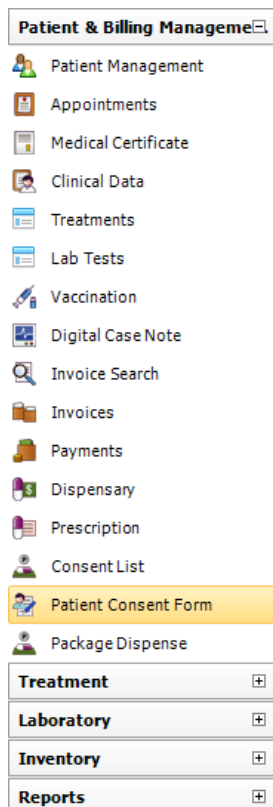 Patient & Billing Manageme
Patient Management
Appointments
Medical Certificate
Clinical Data
Treatments
Lab Tests
Vaccination
Digital Case Note
Invoice Search
Invoices
Payments
Dispensary
Prescription
Consent List
Patient Consent Form
Package Dispense
Treatment
Laboratory
Inventory
Reports